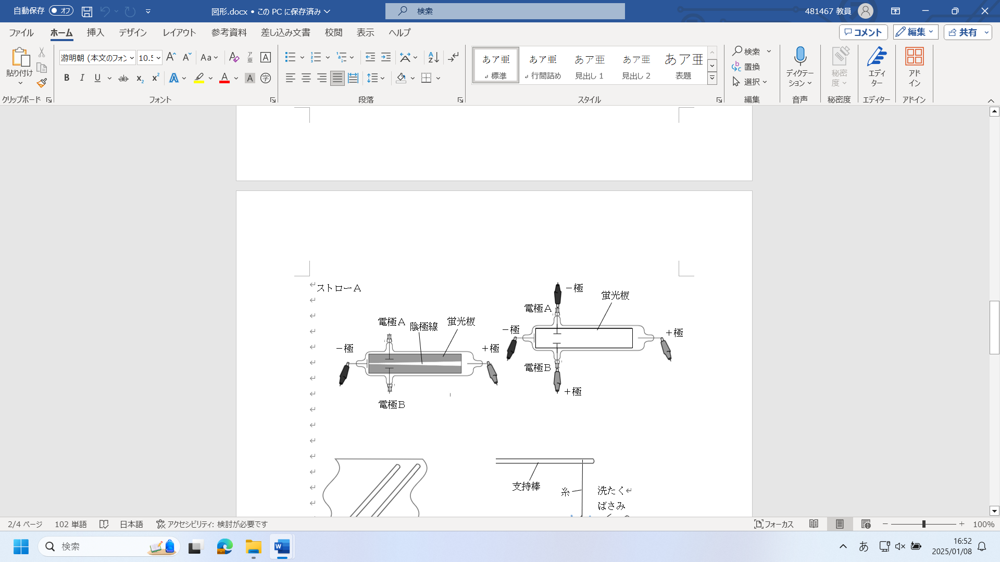 自動保存 オフ
図形.docx • この PC に保存済み
検索
481467 教員
ファイル ホーム 挿入 デザイン レイアウト 参考資料 差し込み文書 校閲 表示 ヘルプ
コメント 編集 共有
貼り付け
クリップボード
游明朝 (本文のフォン 10.5
フォント
段落
あア亜 あア亜 あア亜 あア亜 あア亜
標準 行間詰め 見出し 1 見出し 2 表題
スタイル
検索
置換
選択
編集
ディクテーション
音声
秘密度
秘密度
エディター
エディター
アドイン
アドイン
ストローA
電極A
陰極線
蛍光板
－極
＋極
電極B
－極
電極A
蛍光板
－極
＋極
電極B
＋極
支持棒
糸
洗たく
ばさみ
2/4 ページ 102 単語 日本語 アクセシビリティ: 検討が必要です
フォーカス
100%
検索
あ
16:52
2025/01/08